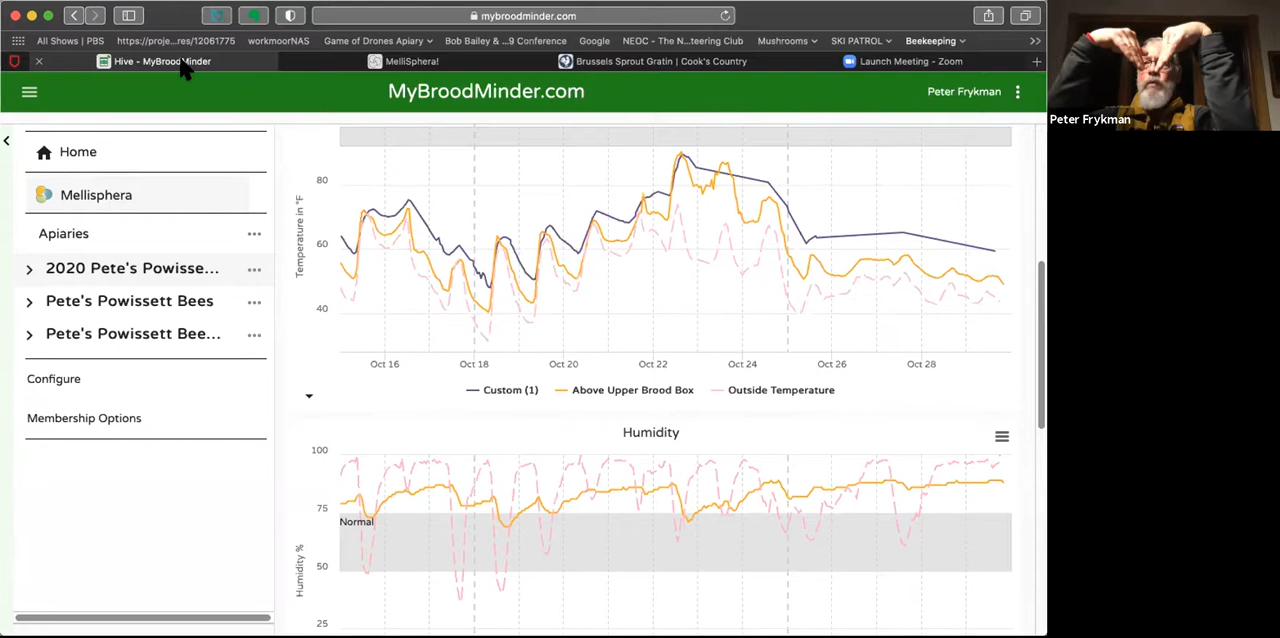 mybroodminder.com
All Shows | PBS https://proje...res/12061775 workmoorNAS Game of Drones Apiary Bob Bailey & ...9 Conference Google NEOC - The N...teering Club Mushrooms SKI PATROL Beekeeping
Hive - MyBroodMinder MelliSphera! Brussels Sprout Gratin | Cook's Country Launch Meeting - Zoom
MyBroodMinder.com
Peter Frykman
Peter Frykman
Home
Mellisphera
Apiaries
2020 Pete's Powisse...
Pete's Powissett Bees
Pete's Powissett Bee...
Configure
Membership Options
Temperature in °F
80
60
40
Oct 16 Oct 18 Oct 20 Oct 22 Oct 24 Oct 26 Oct 28
Custom (1) Above Upper Brood Box Outside Temperature
Humidity
Humidity %
100
75
Normal
50
25